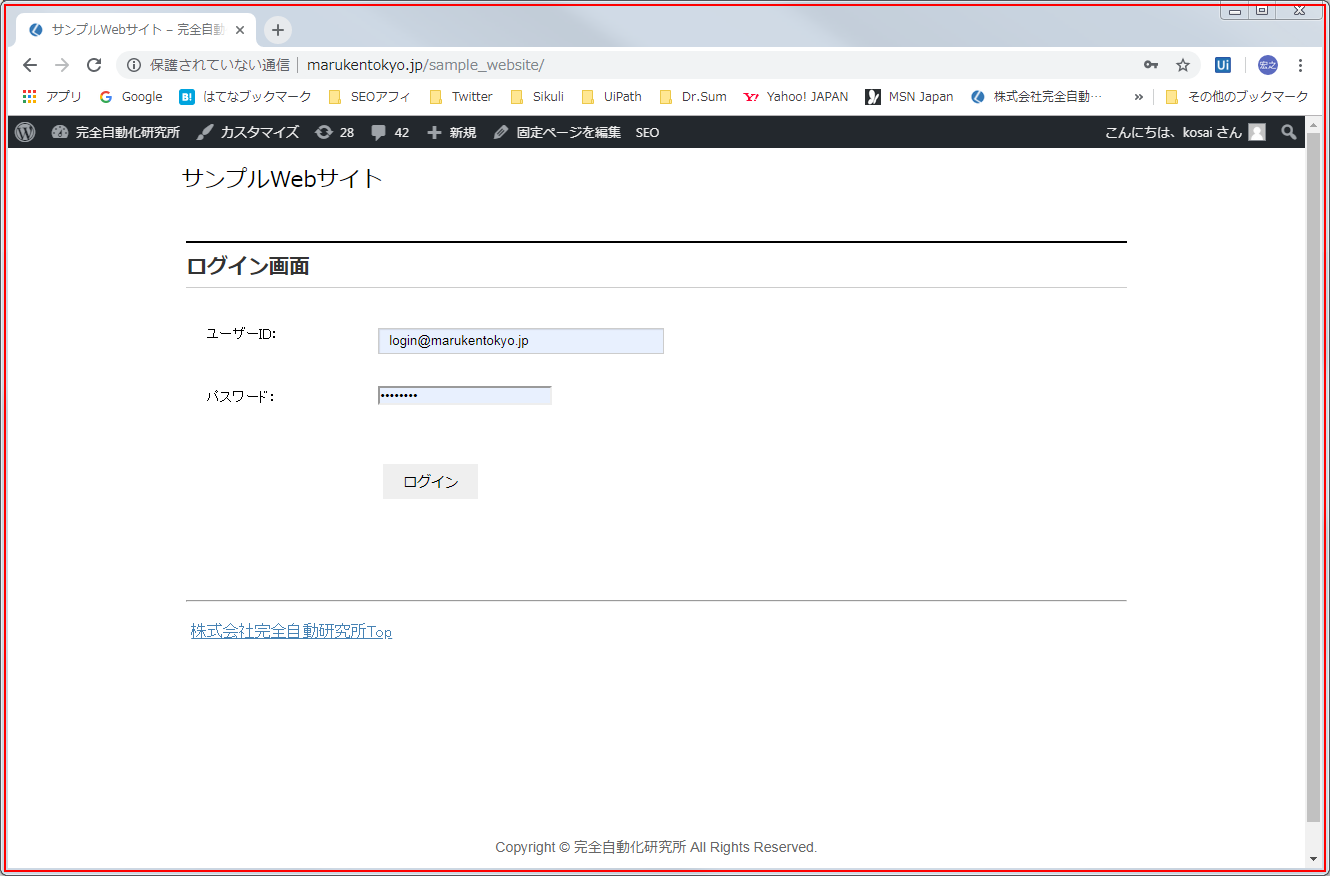 サンプルWebサイト – 完全自動
保護されていない通信 | marukentokyo.jp/sample_website/
Ui
宏之
アプリ Google B! はてなブックマーク SEOアフィ Twitter Sikuli UiPath Dr.Sum Y! Yahoo! JAPAN MSN Japan 株式会社完全自動… » その他のブックマーク
完全自動化研究所 カスタマイズ 28 42 新規 固定ページを編集 SEO こんにちは、kosai さん
サンプルWebサイト
ログイン画面
ユーザーID:
login@marukentokyo.jp
パスワード:
••••••••
ログイン
株式会社完全自動研究所Top
Copyright © 完全自動化研究所 All Rights Reserved.